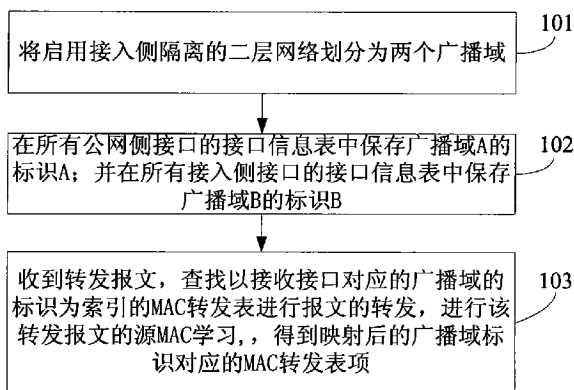 将启用接入侧隔离的二层网络划分为两个广播域
101
在所有公网侧接口的接口信息表中保存广播域A的
标识A；并在所有接入侧接口的接口信息表中保存
广播域B的标识B
102
收到转发报文，查找以接收接口对应的广播域的
标识为索引的MAC转发表进行报文的转发，进行该
转发报文的源MAC学习,，得到映射后的广播域标
识对应的MAC转发表项
103